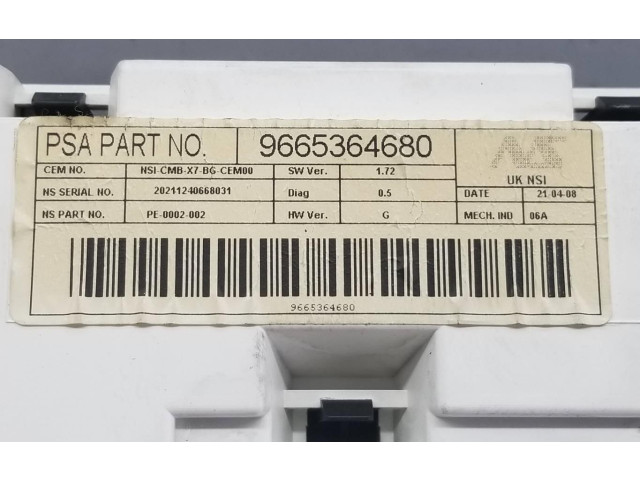 PSA PART NO. 9665364680 NS
UK NSI
CEM NO. NSI-CMB-X7-BG-CEM00 SW Ver. 1.72
NS SERIAL NO. 20211240668031 Diag 0.5 DATE 21.04-08
NS PART NO. PE-0002-002 HW Ver. G MECH. IND 06A
9665364680